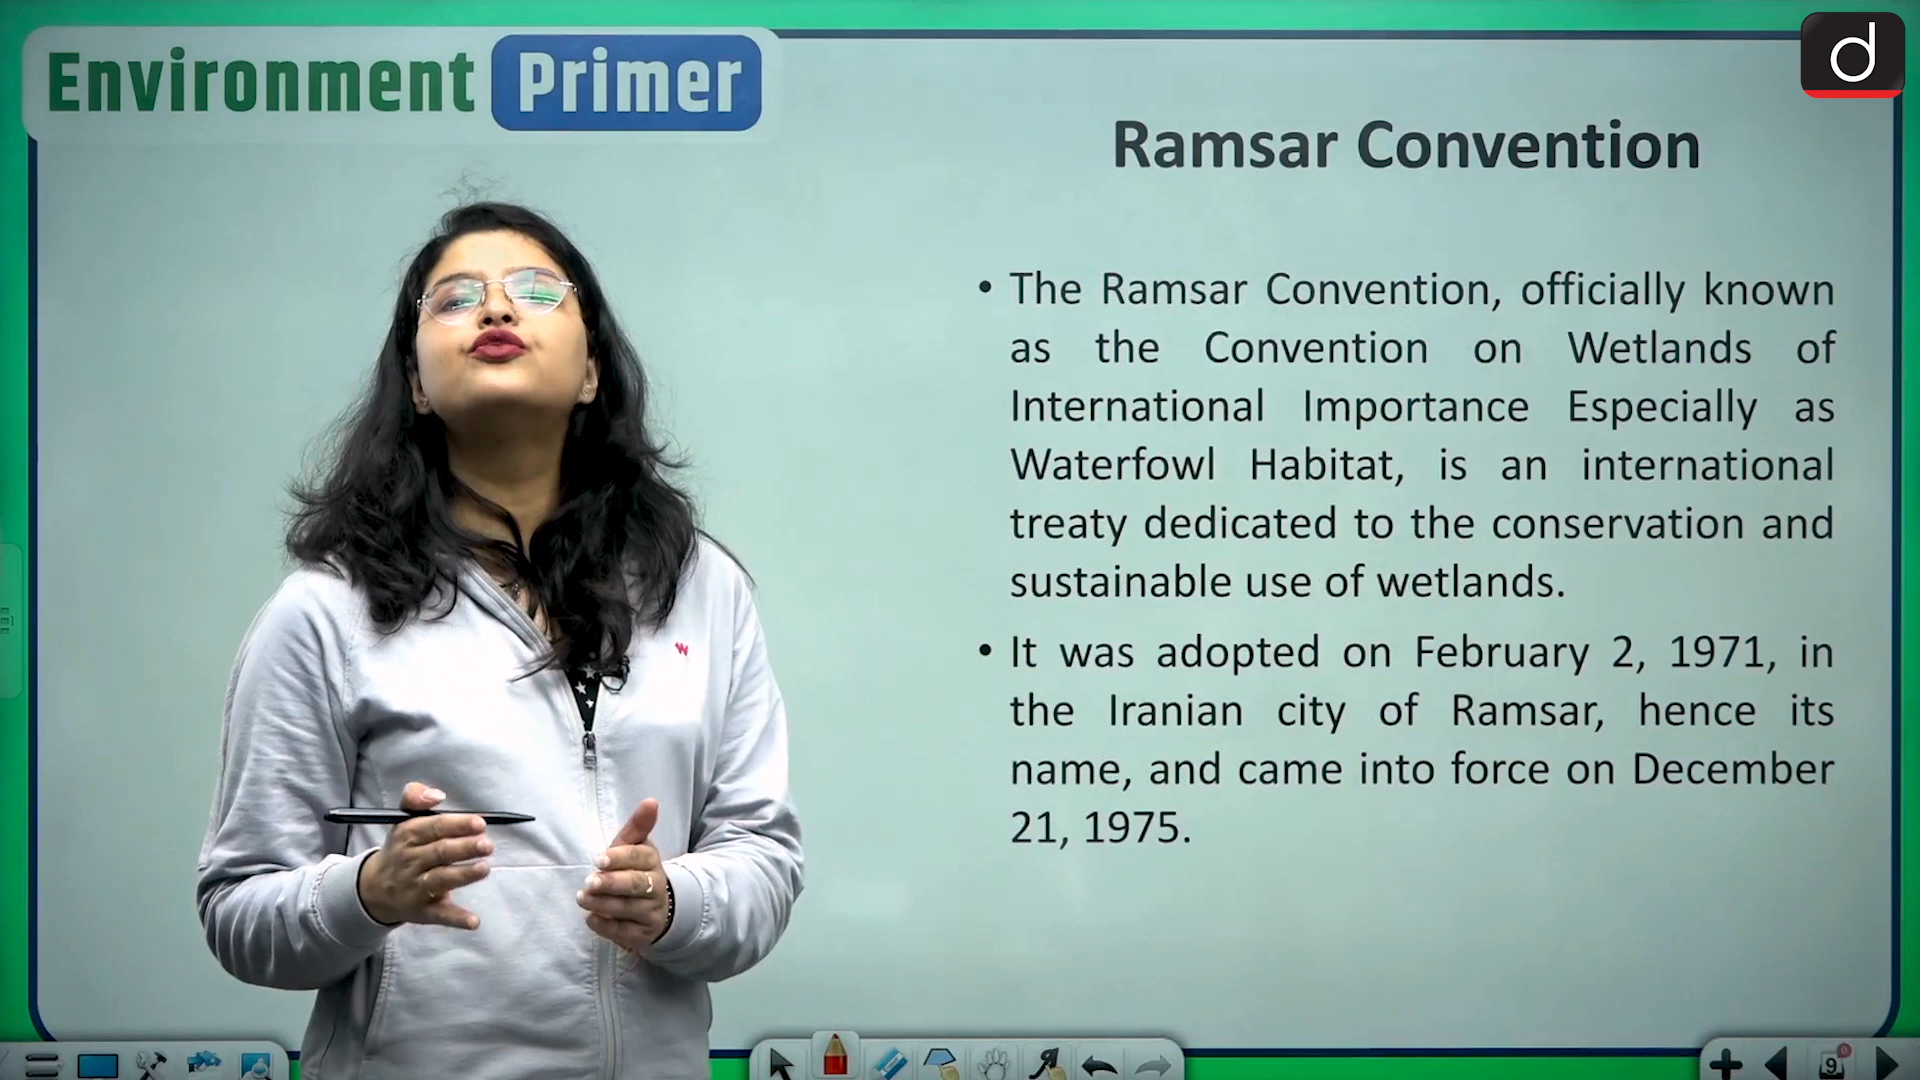 Environment Primer
d
Ramsar Convention
• The Ramsar Convention, officially known
as the Convention on Wetlands of
International Importance Especially as
Waterfowl Habitat, is an international
treaty dedicated to the conservation and
sustainable use of wetlands.
• It was adopted on February 2, 1971, in
the Iranian city of Ramsar, hence its
name, and came into force on December
21, 1975.
9
0